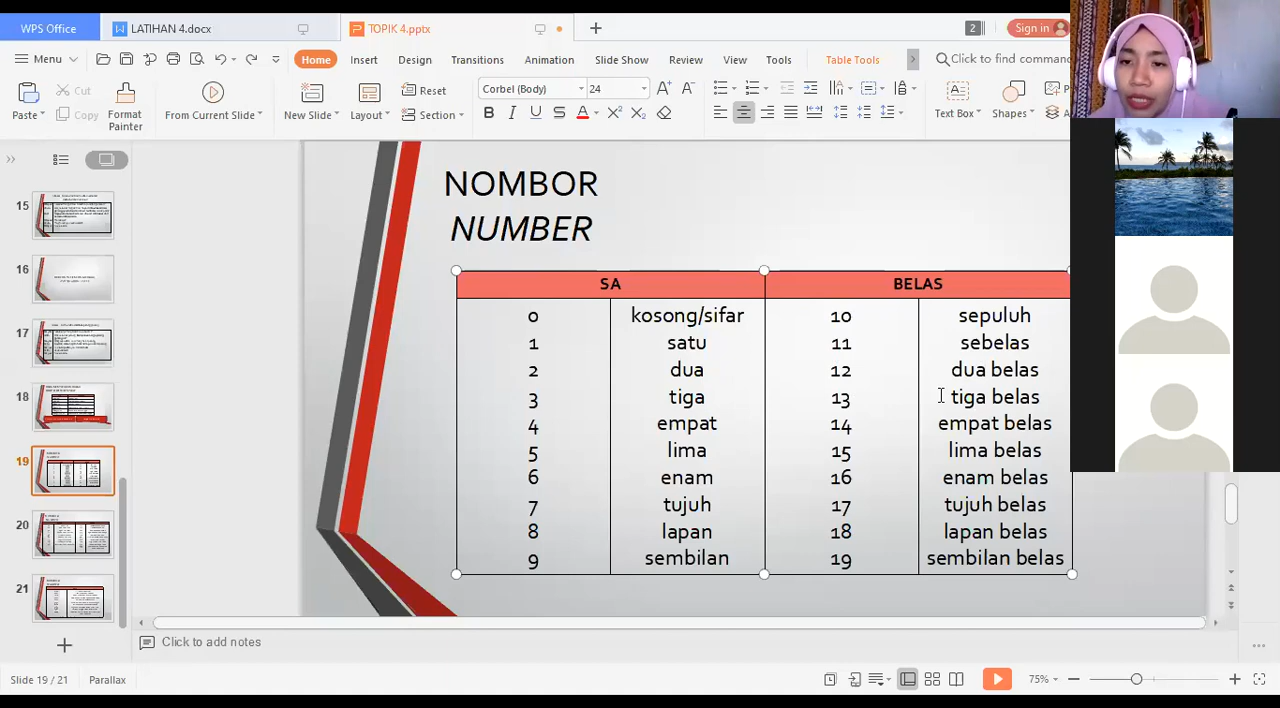 WPS Office LATIHAN 4.docx TOPIK 4.pptx 2 Sign in
Menu Home Insert Design Transitions Animation Slide Show Review View Tools Table Tools Click to find command
Paste Cut Copy Format Painter From Current Slide New Slide Layout Reset Section Corbel (Body) 24 Text Box Shapes
B I U S A X² X₂
NOMBOR
NUMBER
SA BELAS
0 kosong/sifar 10 sepuluh
1 satu 11 sebelas
2 dua 12 dua belas
3 tiga 13 tiga belas
4 empat 14 empat belas
5 lima 15 lima belas
6 enam 16 enam belas
7 tujuh 17 tujuh belas
8 lapan 18 lapan belas
9 sembilan 19 sembilan belas
15
16
17
18
19
20
21
Click to add notes
Slide 19 / 21 Parallax 75%